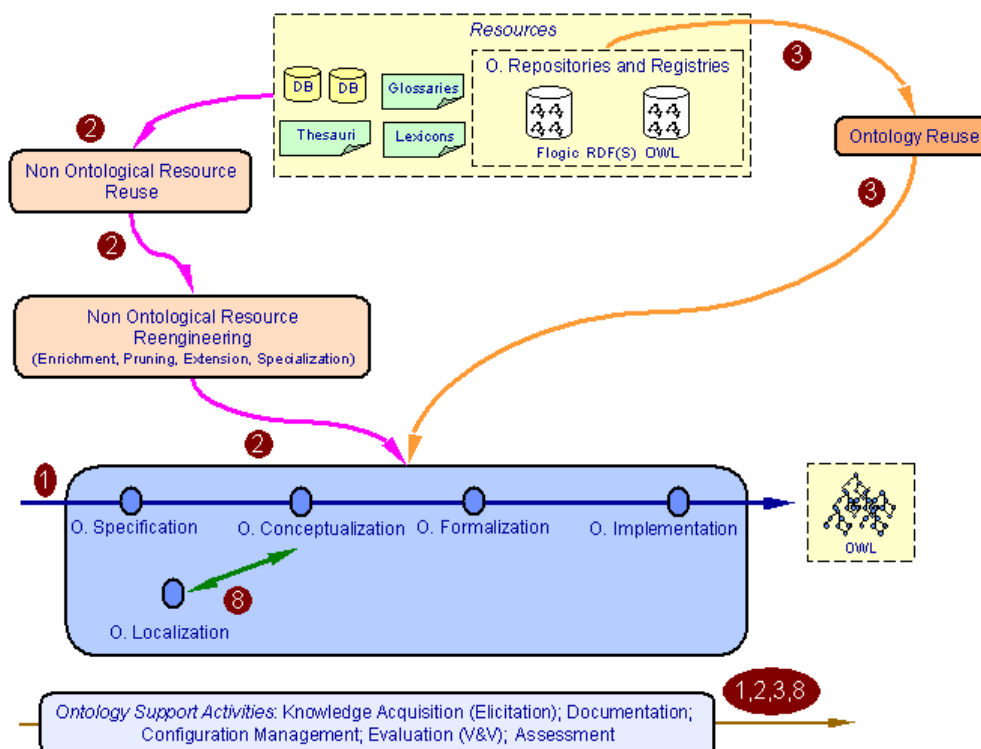 Resources
O. Repositories and Registries
3
DB
DB
Glossaries
2
Thesauri
Lexicons
Ontology Reuse
Flogic RDF(S) OWL
Non Ontological Resource
Reuse
3
2
Non Ontological Resource
Reengineering
(Enrichment, Pruning, Extension, Specialization)
2
1
O. Specification
O. Conceptualization
O. Formalization
O. Implementation
OWL
8
O. Localization
1,2,3,8
Ontology Support Activities: Knowledge Acquisition (Elicitation); Documentation;
Configuration Management; Evaluation (V&V); Assessment